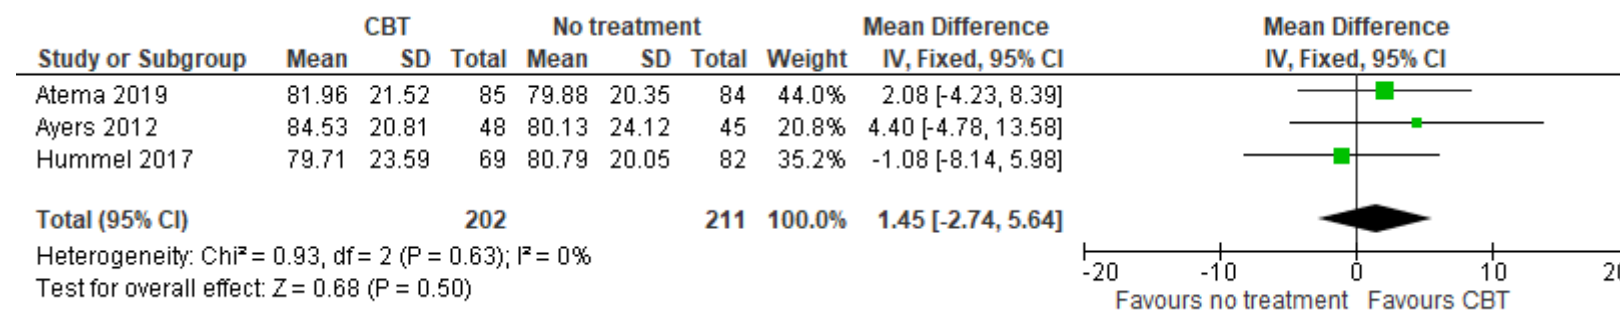 CBT No treatment Mean Difference Mean Difference
Study or Subgroup Mean SD Total Mean SD Total Weight IV, Fixed, 95% CI IV, Fixed, 95% CI
Atema 2019 81.96 21.52 85 79.88 20.35 84 44.0% 2.08 [-4.23, 8.39]
Ayers 2012 84.53 20.81 48 80.13 24.12 45 20.8% 4.40 [-4.78, 13.58]
Hummel 2017 79.71 23.59 69 80.79 20.05 82 35.2% -1.08 [-8.14, 5.98]
Total (95% CI) 202 211 100.0% 1.45 [-2.74, 5.64]
Heterogeneity: Chi² = 0.93, df = 2 (P = 0.63); I² = 0%
Test for overall effect: Z = 0.68 (P = 0.50)
-20 -10 0 10
Favours no treatment Favours CBT